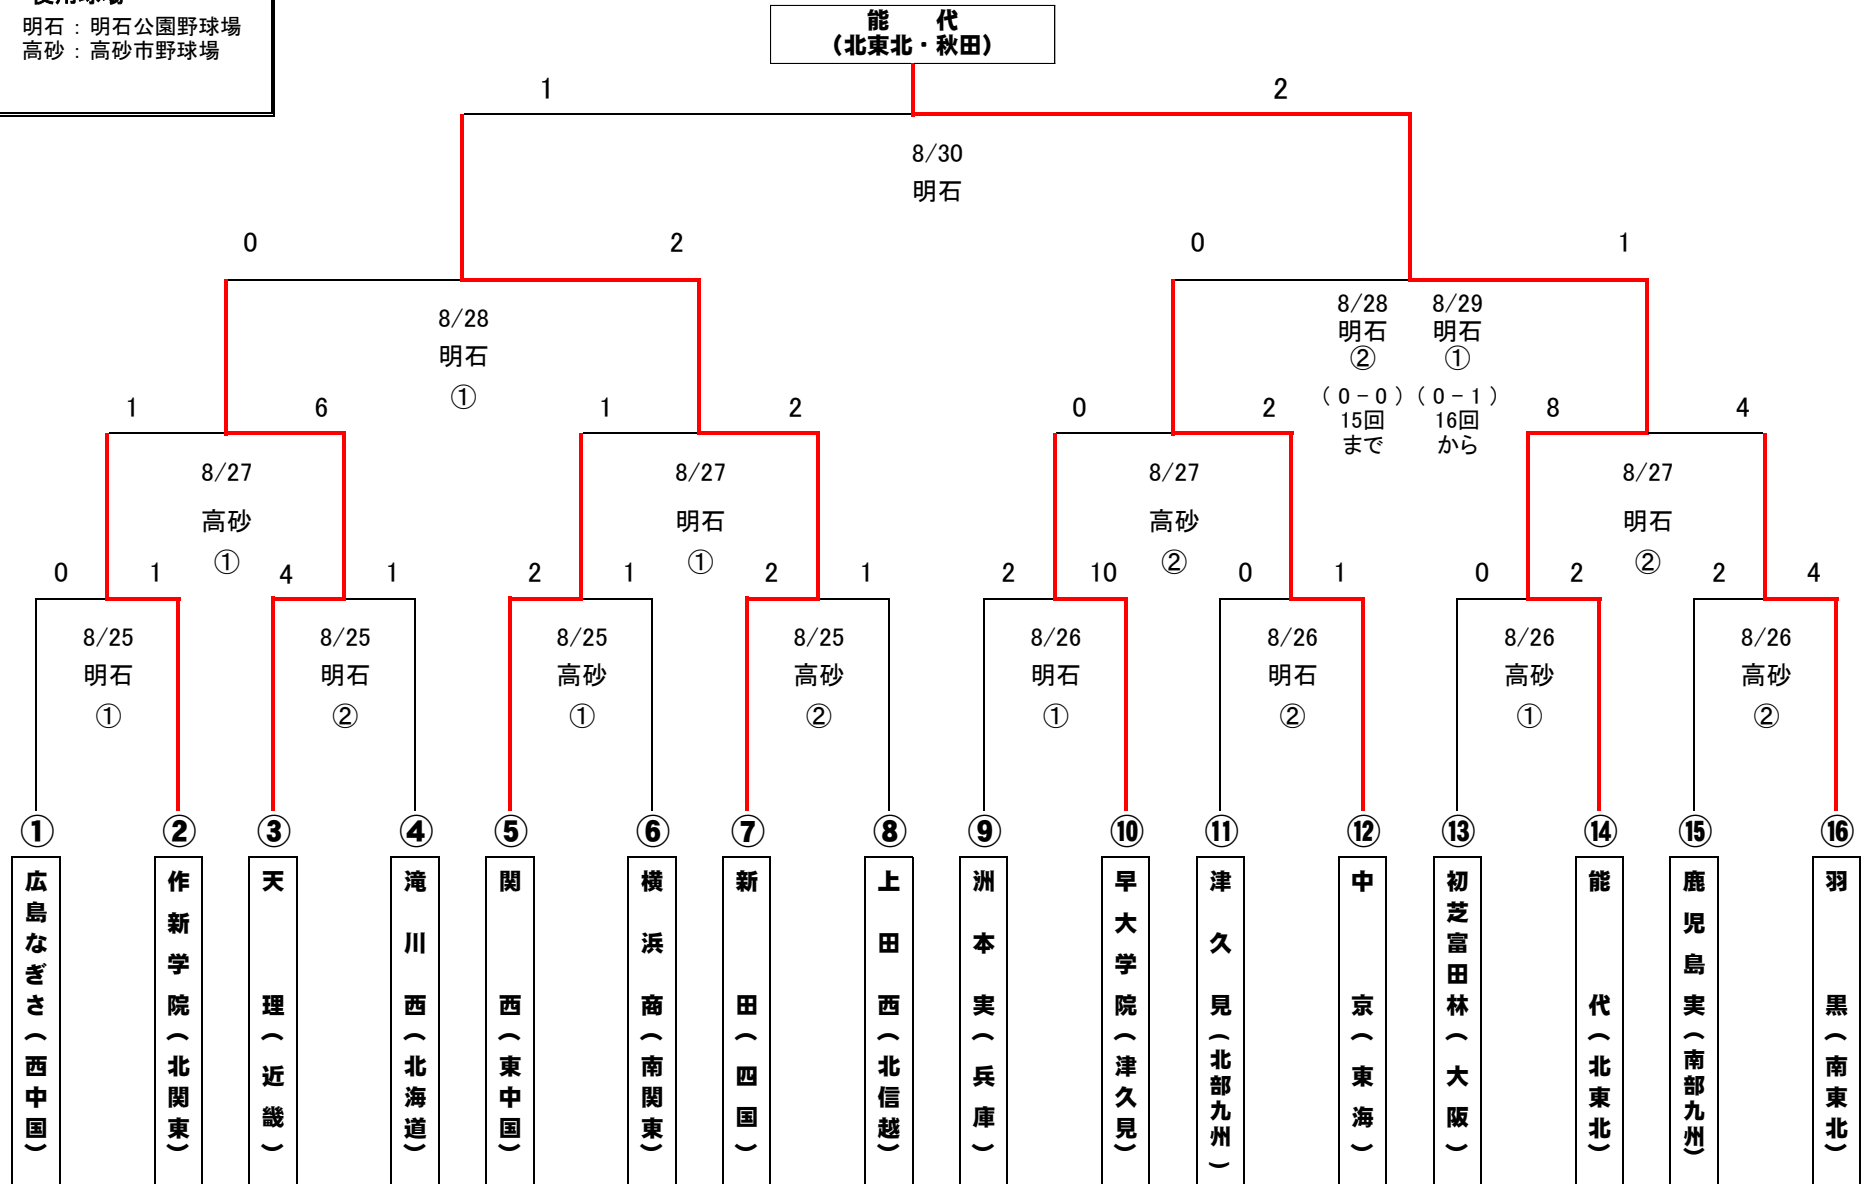 使用球場
明石：明石公園野球場
高砂：高砂市野球場
能　代
（北東北・秋田）
1
2
8/30
明石
0
2
0
1
8/28
明石
①
8/28
明石
②
（0－0）
15回
まで
8/29
明石
①
（0－1）
16回
から
1
6
1
2
0
2
8
4
8/27
高砂
①
8/27
明石
①
8/27
高砂
②
8/27
明石
②
0
1
4
1
2
1
2
1
2
10
0
1
0
2
2
4
8/25
明石
①
8/25
明石
②
8/25
高砂
①
8/25
高砂
②
8/26
明石
①
8/26
明石
②
8/26
高砂
①
8/26
高砂
②
①
②
③
④
⑤
⑥
⑦
⑧
⑨
⑩
⑪
⑫
⑬
⑭
⑮
⑯
広島なぎさ（西中国）
作新学院（北関東）
天理（近畿）
滝川西（北海道）
関西（東中国）
横浜商（南関東）
新田（四国）
上田西（北信越）
洲本実（兵庫）
早大学院（津久見）
津久見（北部九州）
中京（東海）
初芝富田林（大阪）
能代（北東北）
鹿児島実（南部九州）
羽黒（南東北）